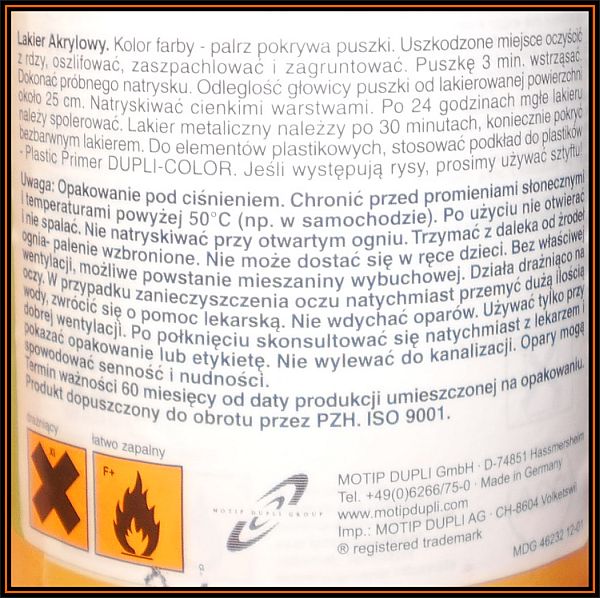 Lakier Akrylowy. Kolor farby - palrz pokrywa puszki. Uszkodzone miejsce oczyścić
z rdzy, oszlifować, zaszpachlować i zagruntować. Puszkę 3 min. wstrząsać.
Dokonać próbnego natrysku. Odległość głowicy puszki od lakierowanej powierzchni
około 25 cm. Natryskiwać cienkimi warstwami. Po 24 godzinach mgłę lakieru
należy spolerować. Lakier metaliczny należzy po 30 minutach, koniecznie pokryć
bezbarwnym lakierem. Do elementów plastikowych, stosować podkład do plastików
- Plastic Primer DUPLI-COLOR. Jeśli występują rysy, prosimy używać sztyftu!
Uwaga: Opakowanie pod ciśnieniem. Chronić przed promieniami słonecznymi
i temperaturami powyżej 50°C (np. w samochodzie). Po użyciu nie otwierać
i nie spalać. Nie natryskiwać przy otwartym ogniu. Trzymać z daleka od źródeł
ognia- palenie wzbronione. Nie może dostać się w ręce dzieci. Bez właściwej
wentylacji, możliwe powstanie mieszaniny wybuchowej. Działa drażniąco na
oczy. W przypadku zanieczyszczenia oczu natychmiast przemyć dużą ilością
wody, zwrócić się o pomoc lekarską. Nie wdychać oparów. Używać tylko przy
dobrej wentylacji. Po połknięciu skonsultować się natychmiast z lekarzem i
pokazać opakowanie lub etykietę. Nie wylewać do kanalizacji. Opary mogą
spowodować senność i nudności.
Termin ważności 60 miesięcy od daty produkcji umieszczonej na opakowaniu.
Produkt dopuszczony do obrotu przez PZH. ISO 9001.
drażniący
łatwo zapalny
Xi
F+
MOTIP DUPLI GROUP
MOTIP DUPLI GmbH · D-74851 Hassmersheim
Tel. +49(0)6266/75-0 · Made in Germany
www.motipdupli.com
Imp.: MOTIP DUPLI AG · CH-8604 Volketswil
® registered trademark
MDG 46232 12-01